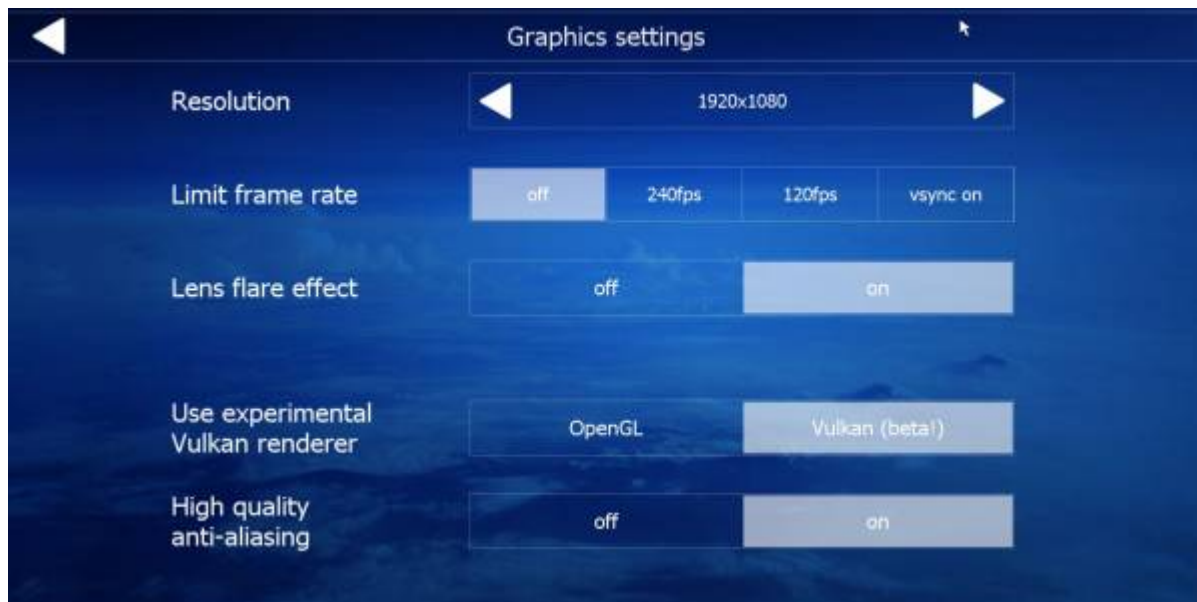 Graphics settings
Resolution
1920x1080
Limit frame rate
off 240fps 120fps vsync on
Lens flare effect
off on
Use experimental
Vulkan renderer
OpenGL Vulkan (beta!)
High quality
anti-aliasing
off on